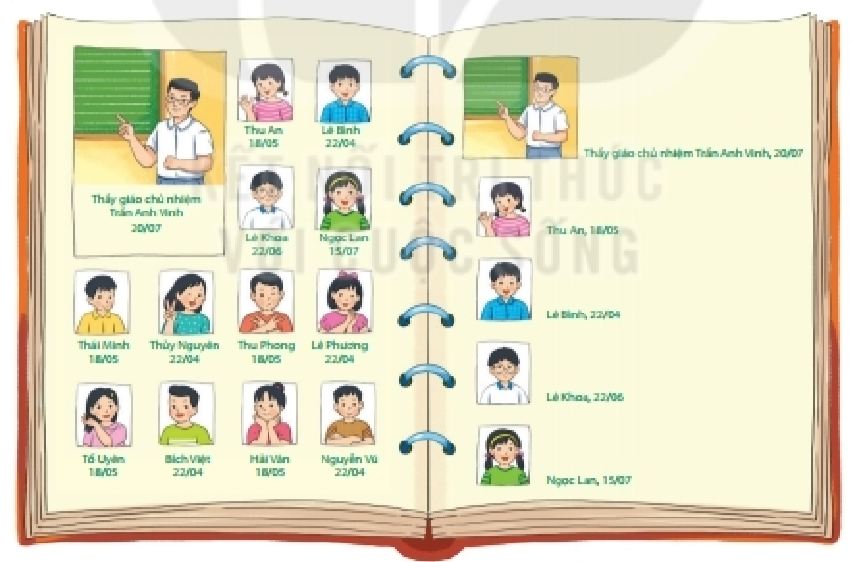 Thu An
18/05
Lê Bình
22/04
Thầy giáo chủ nhiệm
Trần Anh Vinh
20/07
Lê Khoa
22/06
Ngọc Lan
15/07
Thái Minh
18/05
Thủy Nguyên
22/04
Thu Phong
18/05
Lê Phương
22/04
Tố Uyên
18/05
Bích Việt
22/04
Hải Vân
18/05
Nguyễn Vũ
22/04
Thầy giáo chủ nhiệm Trần Anh Vinh, 20/07
Thu An, 18/05
Lê Bình, 22/04
Lê Khoa, 22/06
Ngọc Lan, 15/07
KẾT NỐI TRI THỨC
VỚI CUỘC SỐNG